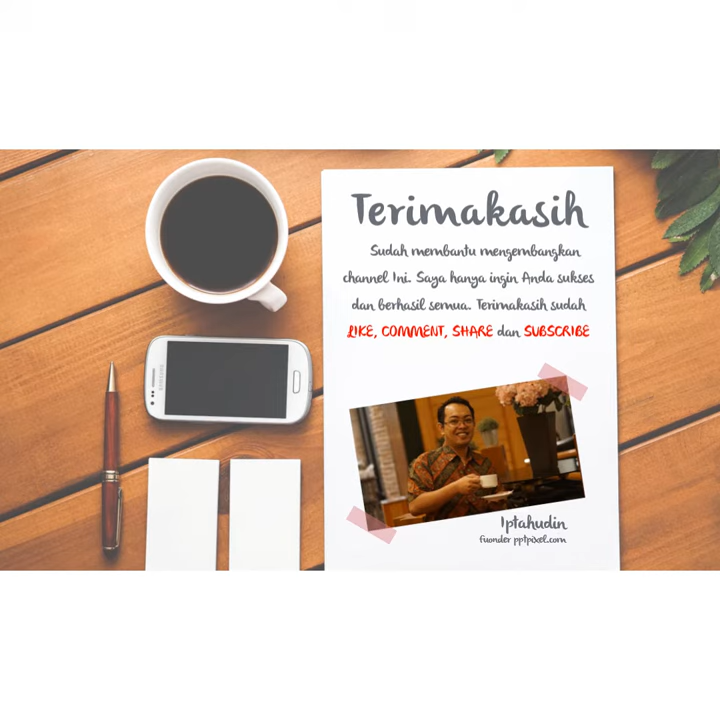 Terimakasih
Sudah membantu mengembangkan
channel Ini. Saya hanya ingin Anda sukses
dan berhasil semua. Terimakasih sudah
LIKE, COMMENT, SHARE dan SUBSCRIBE
SAMSUNG
Iptahudin
fuonder pptpixel.com